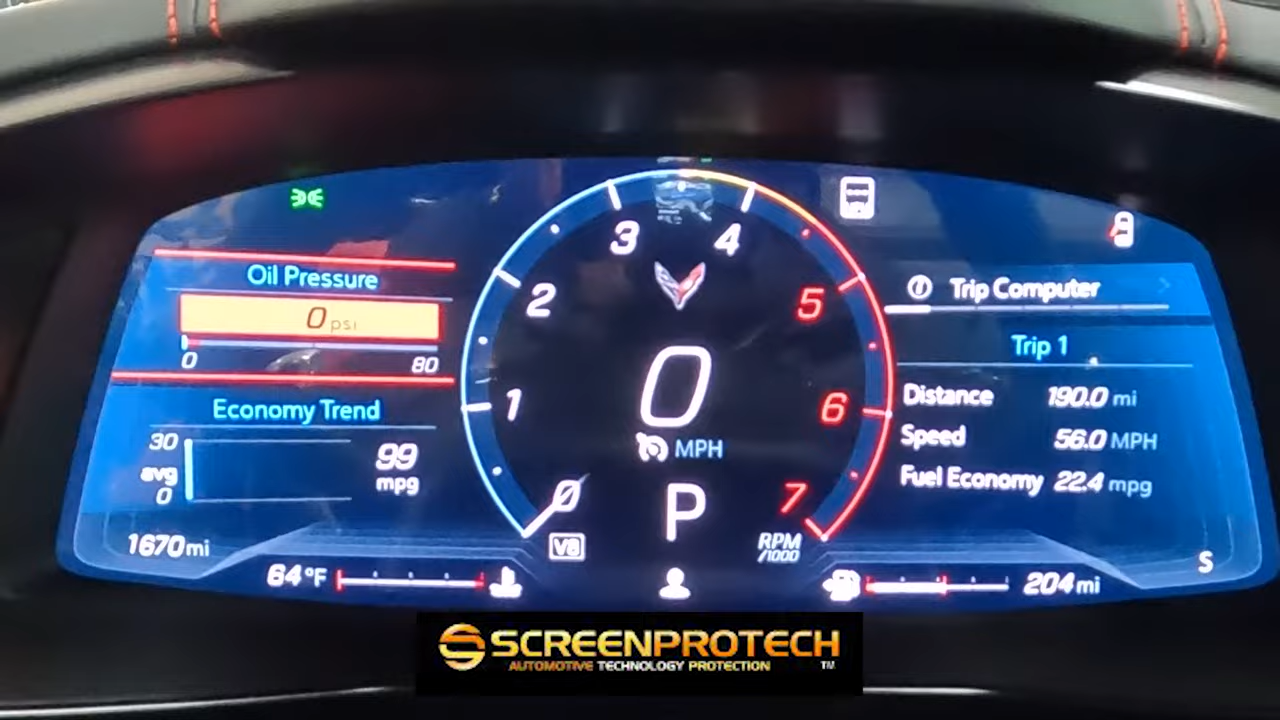 Oil Pressure
0 psi
0 80
Economy Trend
30
avg
0
99
mpg
1670 mi
64 °F
1
2
3
4
5
6
7
0
0
MPH
P
V8
RPM
/1000
Trip Computer
Trip 1
Distance 190.0 mi
Speed 56.0 MPH
Fuel Economy 22.4 mpg
S
204 mi
SCREENPROTECH
AUTOMOTIVE TECHNOLOGY PROTECTION TM